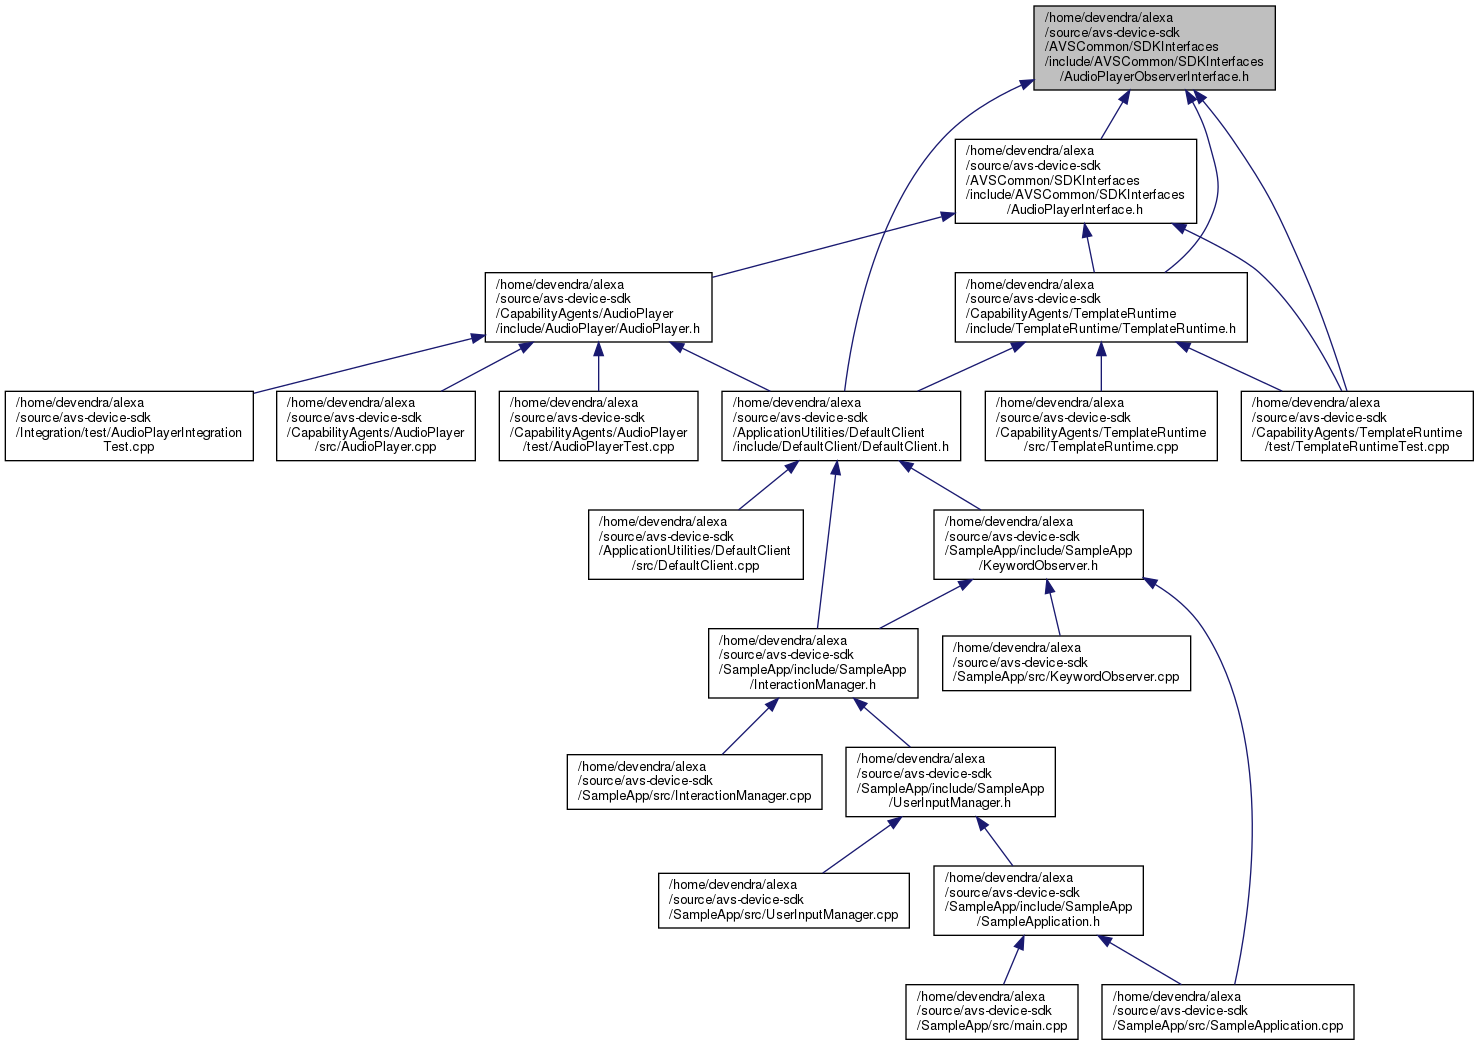 /home/devendra/alexa
/source/avs-device-sdk
/AVSCommon/SDKInterfaces
/include/AVSCommon/SDKInterfaces
/AudioPlayerObserverInterface.h
/home/devendra/alexa
/source/avs-device-sdk
/AVSCommon/SDKInterfaces
/include/AVSCommon/SDKInterfaces
/AudioPlayerInterface.h
/home/devendra/alexa
/source/avs-device-sdk
/CapabilityAgents/AudioPlayer
/include/AudioPlayer/AudioPlayer.h
/home/devendra/alexa
/source/avs-device-sdk
/CapabilityAgents/TemplateRuntime
/include/TemplateRuntime/TemplateRuntime.h
/home/devendra/alexa
/source/avs-device-sdk
/Integration/test/AudioPlayerIntegration
Test.cpp
/home/devendra/alexa
/source/avs-device-sdk
/CapabilityAgents/AudioPlayer
/src/AudioPlayer.cpp
/home/devendra/alexa
/source/avs-device-sdk
/CapabilityAgents/AudioPlayer
/test/AudioPlayerTest.cpp
/home/devendra/alexa
/source/avs-device-sdk
/ApplicationUtilities/DefaultClient
/include/DefaultClient/DefaultClient.h
/home/devendra/alexa
/source/avs-device-sdk
/CapabilityAgents/TemplateRuntime
/src/TemplateRuntime.cpp
/home/devendra/alexa
/source/avs-device-sdk
/CapabilityAgents/TemplateRuntime
/test/TemplateRuntimeTest.cpp
/home/devendra/alexa
/source/avs-device-sdk
/ApplicationUtilities/DefaultClient
/src/DefaultClient.cpp
/home/devendra/alexa
/source/avs-device-sdk
/SampleApp/include/SampleApp
/KeywordObserver.h
/home/devendra/alexa
/source/avs-device-sdk
/SampleApp/include/SampleApp
/InteractionManager.h
/home/devendra/alexa
/source/avs-device-sdk
/SampleApp/src/KeywordObserver.cpp
/home/devendra/alexa
/source/avs-device-sdk
/SampleApp/src/InteractionManager.cpp
/home/devendra/alexa
/source/avs-device-sdk
/SampleApp/include/SampleApp
/UserInputManager.h
/home/devendra/alexa
/source/avs-device-sdk
/SampleApp/src/UserInputManager.cpp
/home/devendra/alexa
/source/avs-device-sdk
/SampleApp/include/SampleApp
/SampleApplication.h
/home/devendra/alexa
/source/avs-device-sdk
/SampleApp/src/main.cpp
/home/devendra/alexa
/source/avs-device-sdk
/SampleApp/src/SampleApplication.cpp